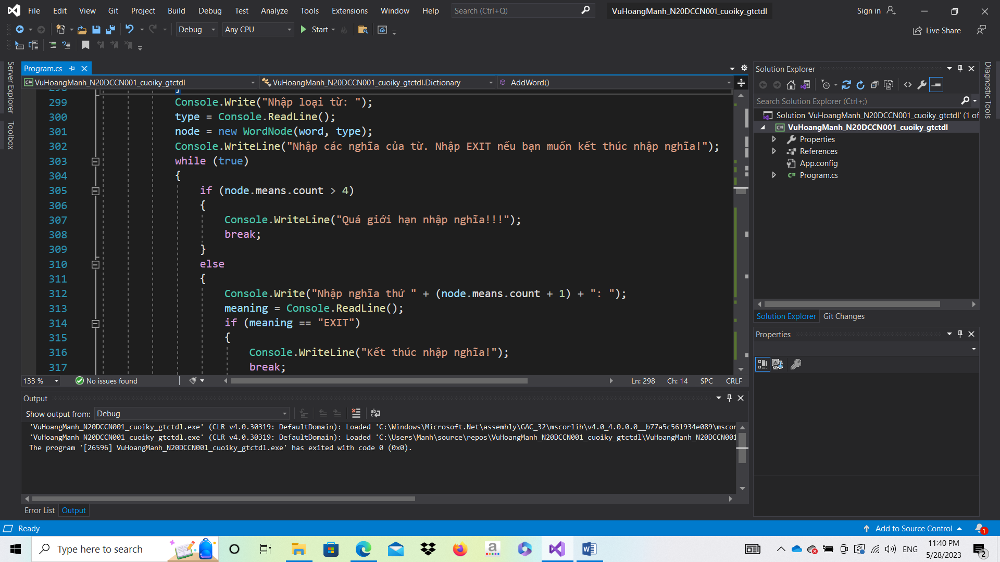 File Edit View Git Project Build Debug Test Analyze Tools Extensions Window Help Search (Ctrl+Q) VuHoangManh_N20DCCN001_cuoiky_gtctdl Sign in
Debug Any CPU Start Live Share
Server Explorer
Toolbox
Program.cs
VuHoangManh_N20DCCN001_cuoiky_gtctdl VuHoangManh_N20DCCN001_cuoiky_gtctdl.Dictionary AddWord()
298 }
299 Console.Write("Nhập loại từ: ");
300 type = Console.ReadLine();
301 node = new WordNode(word, type);
302 Console.WriteLine("Nhập các nghĩa của từ. Nhập EXIT nếu bạn muốn kết thúc nhập nghĩa!");
303 while (true)
304 {
305 if (node.means.count > 4)
306 {
307 Console.WriteLine("Quá giới hạn nhập nghĩa!!!");
308 break;
309 }
310 else
311 {
312 Console.Write("Nhập nghĩa thứ " + (node.means.count + 1) + ": ");
313 meaning = Console.ReadLine();
314 if (meaning == "EXIT")
315 {
316 Console.WriteLine("Kết thúc nhập nghĩa!");
317 break;
133 % No issues found Ln: 298 Ch: 14 SPC CRLF
Output
Show output from: Debug
'VuHoangManh_N20DCCN001_cuoiky_gtctdl.exe' (CLR v4.0.30319: DefaultDomain): Loaded 'C:\Windows\Microsoft.Net\assembly\GAC_32\mscorlib\v4.0_4.0.0.0__b77a5c561934e089\mscor
'VuHoangManh_N20DCCN001_cuoiky_gtctdl.exe' (CLR v4.0.30319: DefaultDomain): Loaded 'C:\Users\Manh\source\repos\VuHoangManh_N20DCCN001_cuoiky_gtctdl\VuHoangManh_N20DCCN001
The program '[26596] VuHoangManh_N20DCCN001_cuoiky_gtctdl.exe' has exited with code 0 (0x0).
Error List Output
Solution Explorer
Search Solution Explorer (Ctrl+;)
Solution 'VuHoangManh_N20DCCN001_cuoiky_gtctdl' (1 of
VuHoangManh_N20DCCN001_cuoiky_gtctdl
Properties
References
App.config
Program.cs
Solution Explorer Git Changes
Properties
Diagnostic Tools
Ready Add to Source Control 1
Type here to search ENG 11:40 PM
5/28/2023 2